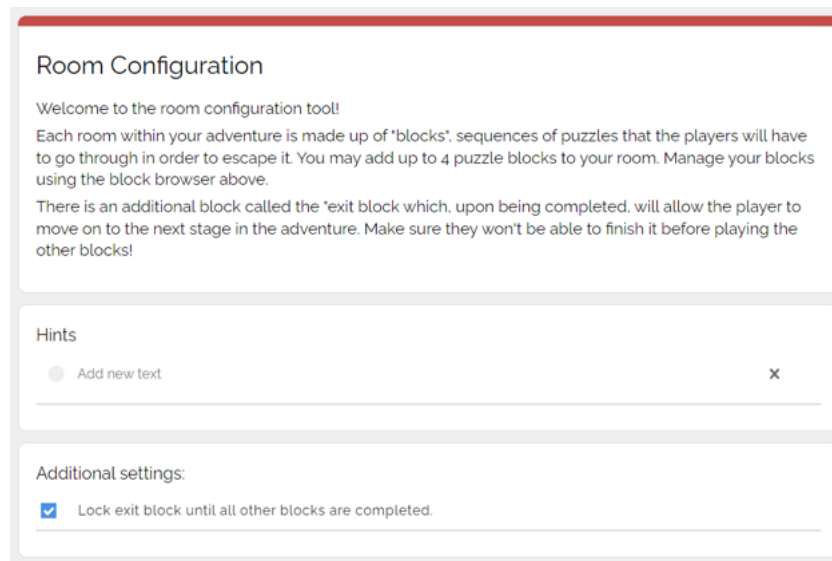 Room Configuration
Welcome to the room configuration tool!
Each room within your adventure is made up of "blocks", sequences of puzzles that the players will have
to go through in order to escape it. You may add up to 4 puzzle blocks to your room. Manage your blocks
using the block browser above.
There is an additional block called the "exit block which, upon being completed, will allow the player to
move on to the next stage in the adventure. Make sure they won't be able to finish it before playing the
other blocks!
Hints
Add new text
Additional settings:
Lock exit block until all other blocks are completed.